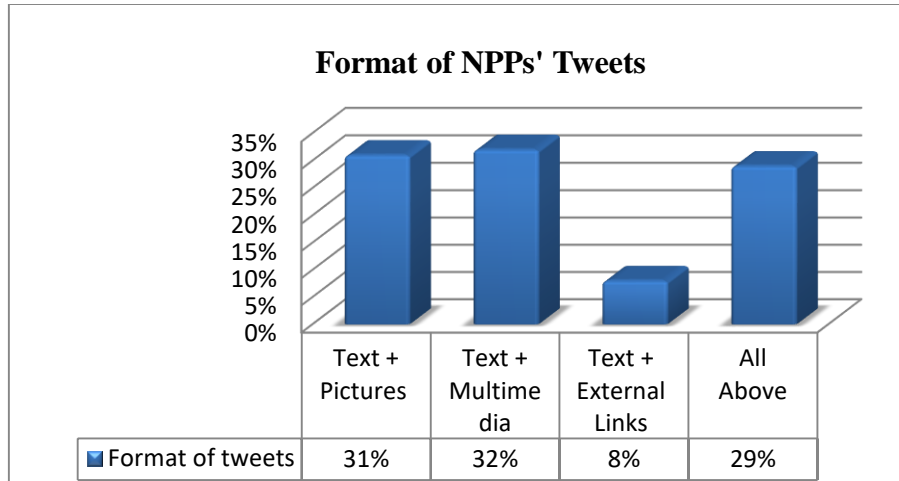 Format of NPPs' Tweets
35%
30%
25%
20%
15%
10%
5%
0%
Text +
Pictures
Text +
Multime
dia
Text +
External
Links
All
Above
Format of tweets 31% 32% 8% 29%